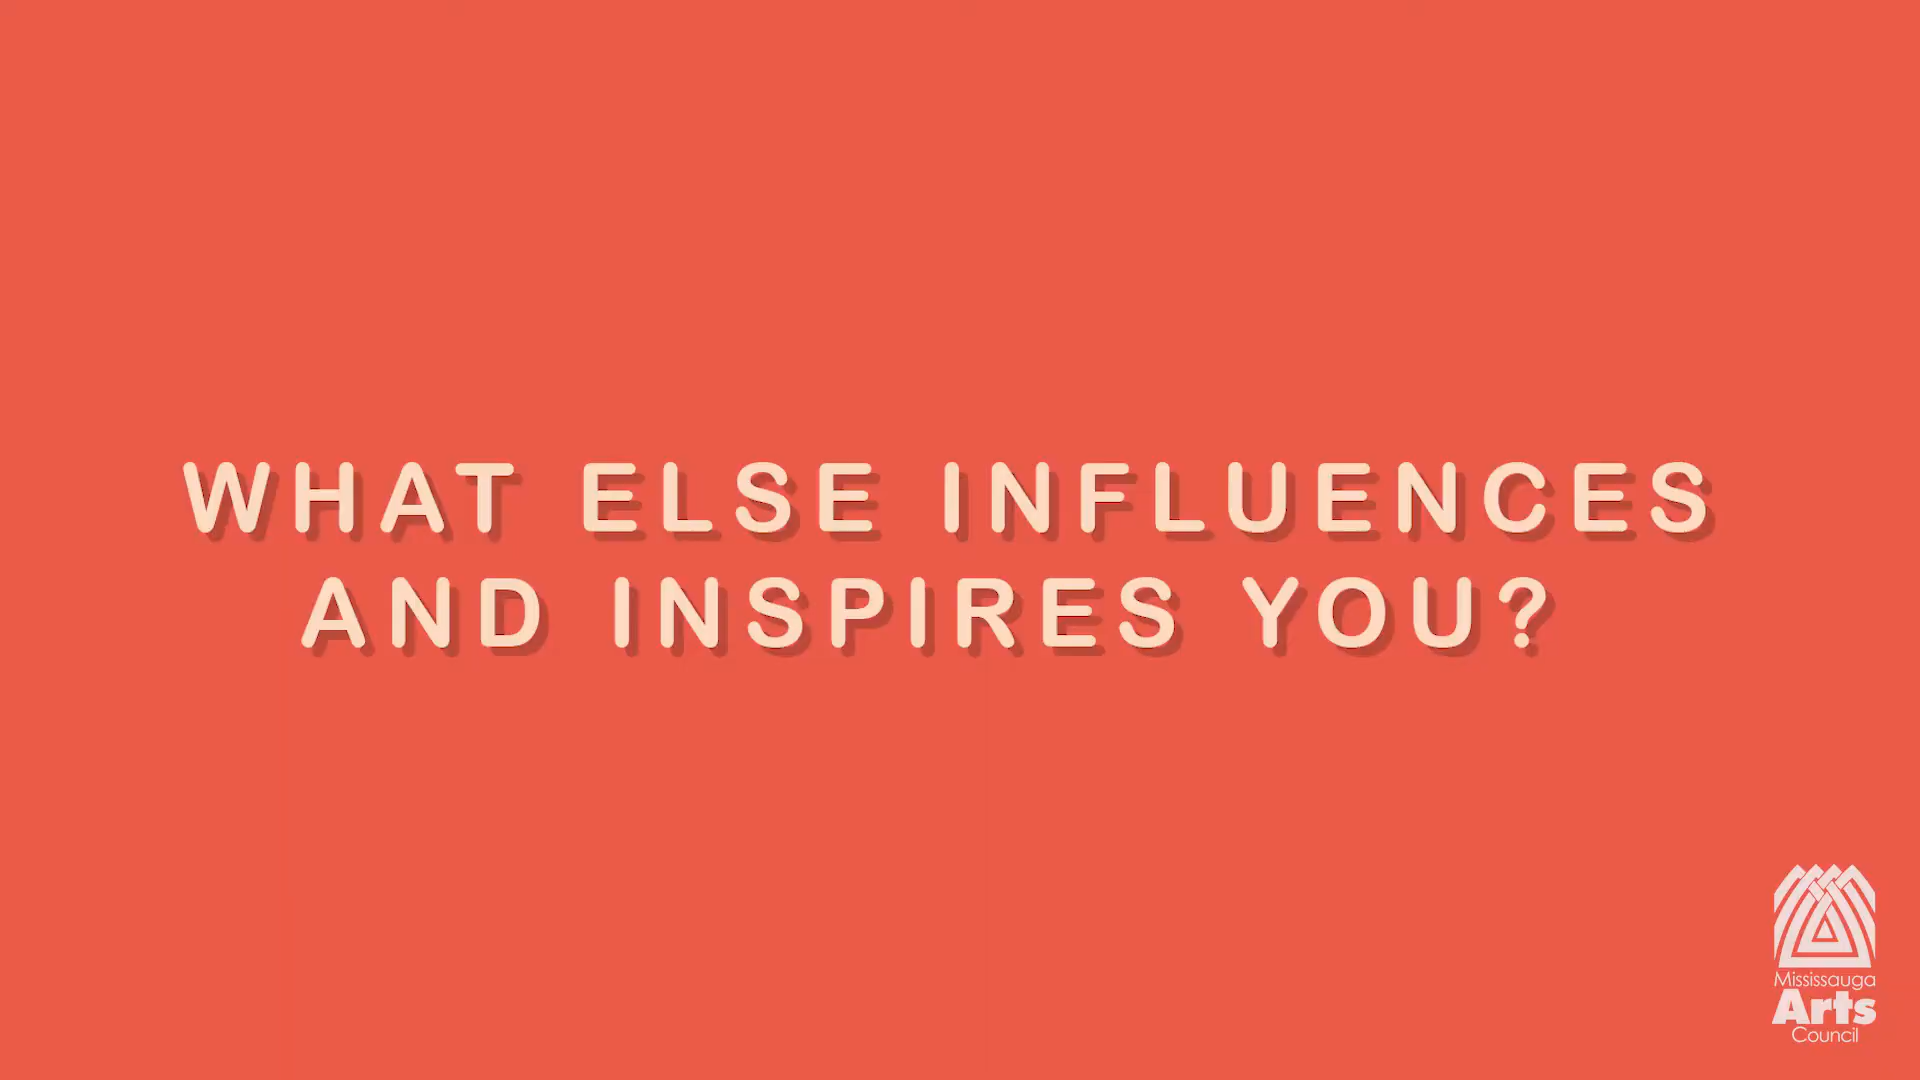 WHAT ELSE INFLUENCES
AND INSPIRES YOU?
Mississauga
Arts
Council